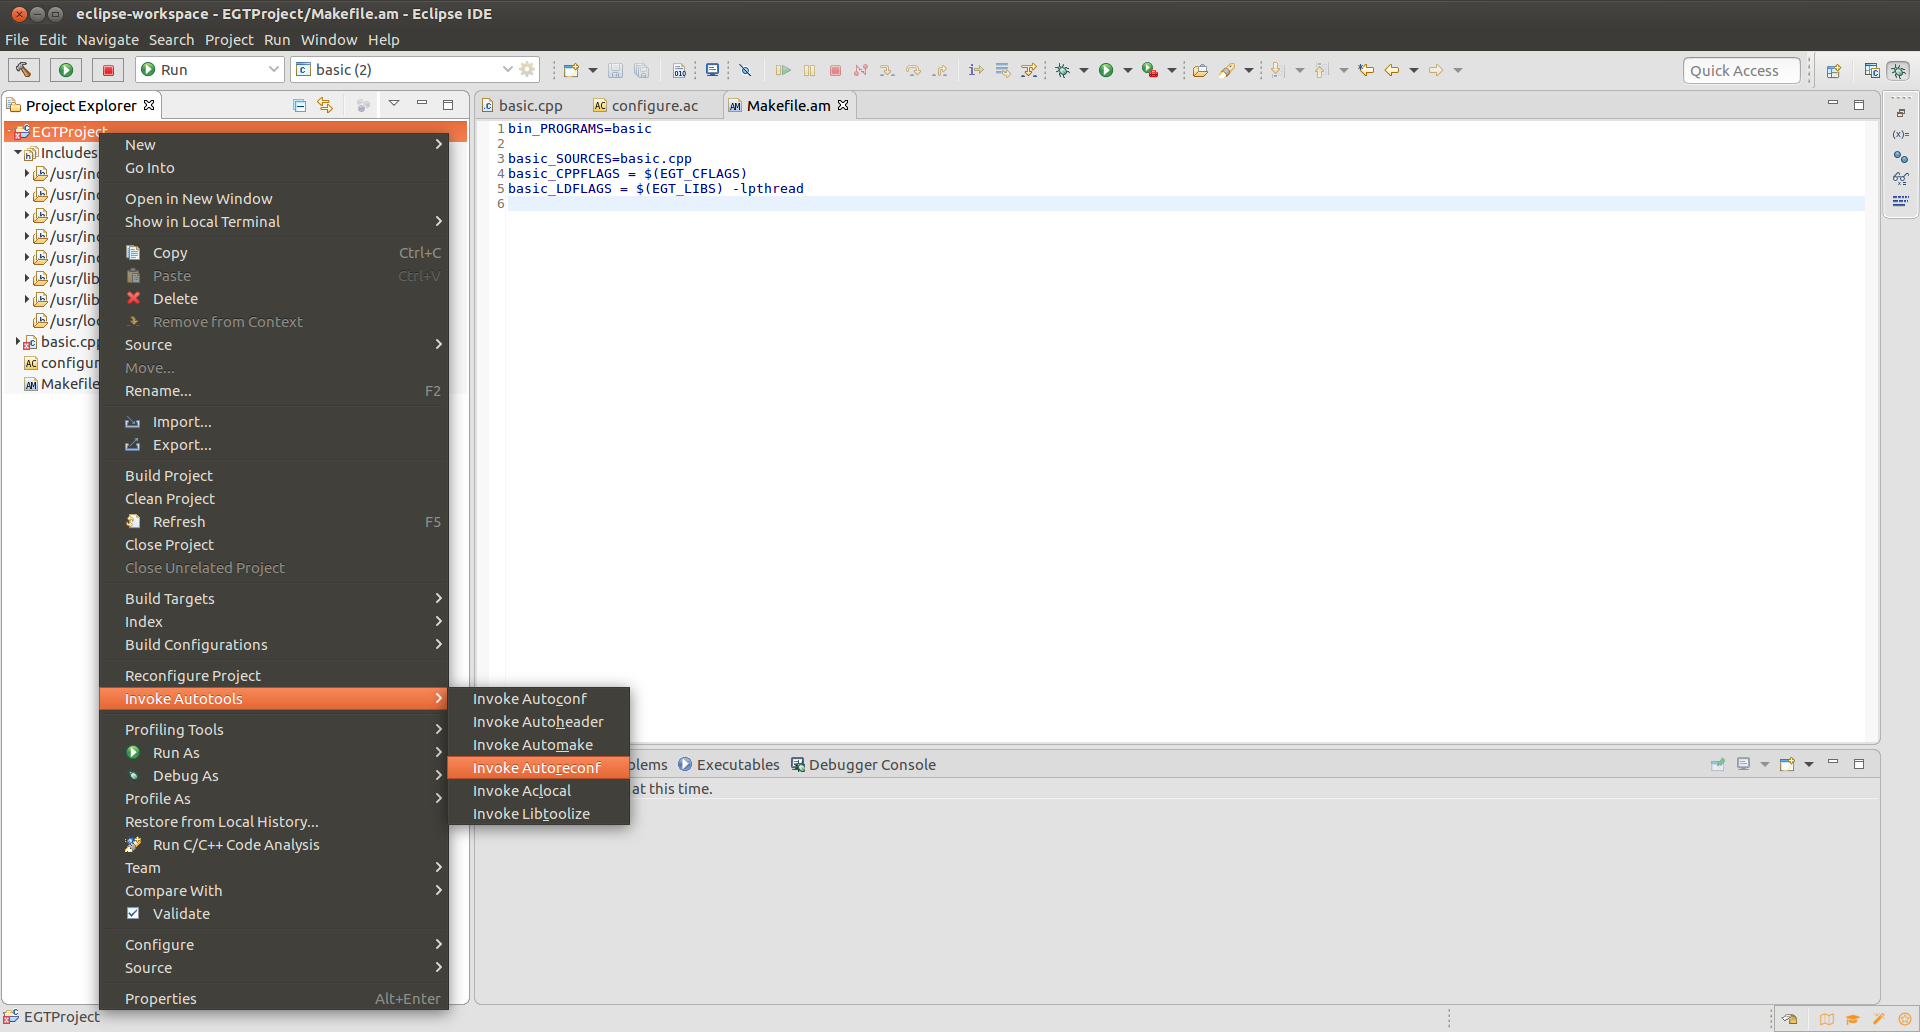 eclipse-workspace - EGTProject/Makefile.am - Eclipse IDE
File Edit Navigate Search Project Run Window Help
Run
basic (2)
Quick Access
Project Explorer
basic.cpp
configure.ac
Makefile.am
EGTProject
Includes
/usr/inc
/usr/inc
/usr/inc
/usr/inc
/usr/inc
/usr/lib
/usr/lib
/usr/loc
basic.cpp
configur
Makefile
1 bin_PROGRAMS=basic
2
3 basic_SOURCES=basic.cpp
4 basic_CPPFLAGS = $(EGT_CFLAGS)
5 basic_LDFLAGS = $(EGT_LIBS) -lpthread
6
New
Go Into
Open in New Window
Show in Local Terminal
Copy Ctrl+C
Paste Ctrl+V
Delete
Remove from Context
Source
Move...
Rename... F2
Import...
Export...
Build Project
Clean Project
Refresh F5
Close Project
Close Unrelated Project
Build Targets
Index
Build Configurations
Reconfigure Project
Invoke Autotools
Profiling Tools
Run As
Debug As
Profile As
Restore from Local History...
Run C/C++ Code Analysis
Team
Compare With
Validate
Configure
Source
Properties Alt+Enter
Invoke Autoconf
Invoke Autoheader
Invoke Automake
Invoke Autoreconf
Invoke Aclocal
Invoke Libtoolize
blems
Executables
Debugger Console
at this time.
EGTProject